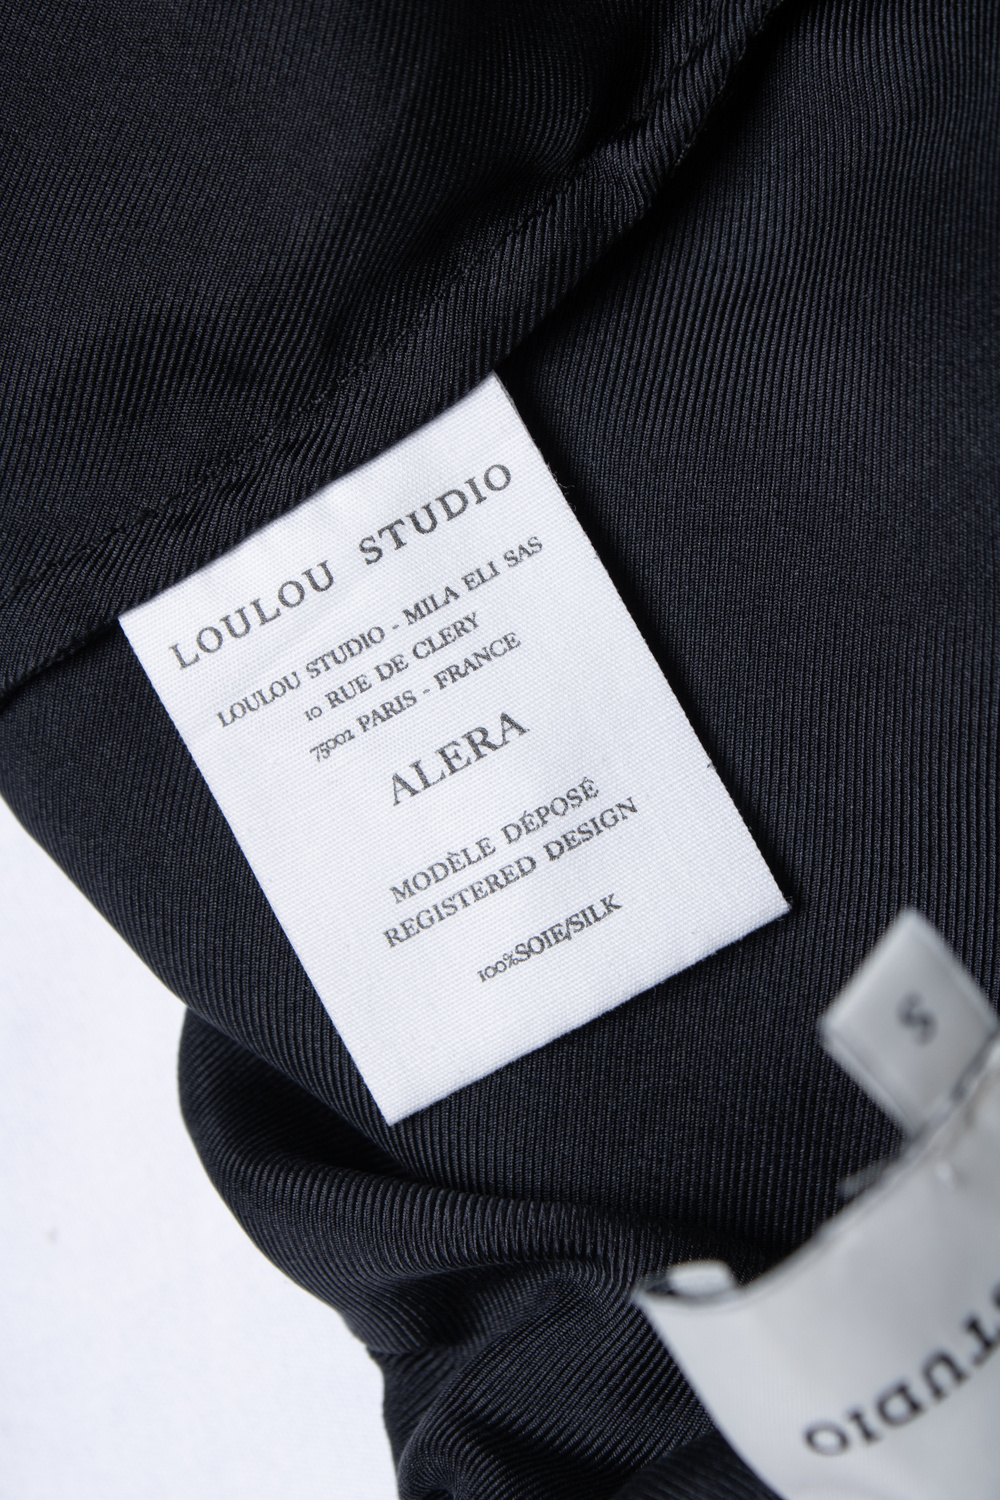 LOULOU STUDIO
LOULOU STUDIO - MILA ELI SAS
10 RUE DE CLERY
75002 PARIS - FRANCE
ALERA
MODÈLE DÉPOSÉ
REGISTERED DESIGN
100%SOIE/SILK
S
STUDIO